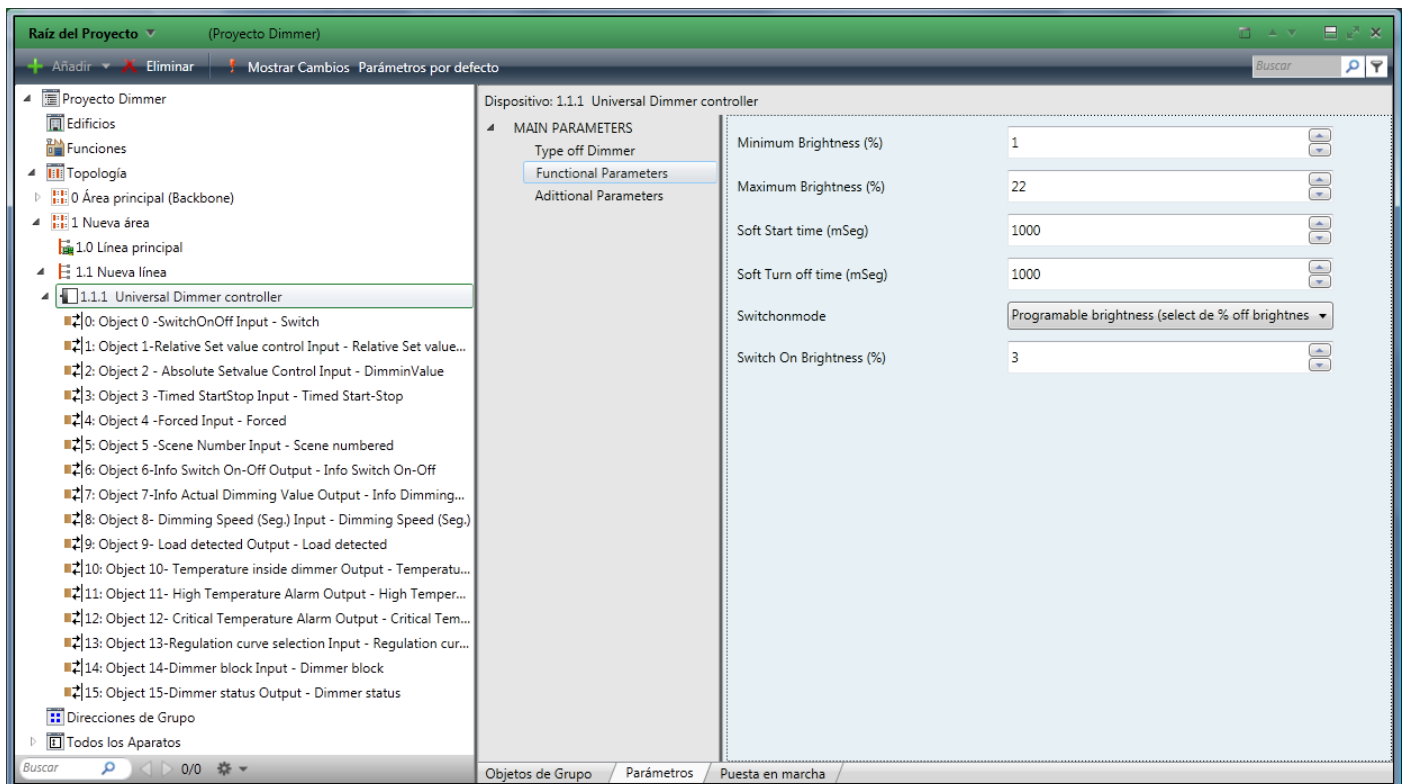 Raíz del Proyecto (Proyecto Dimmer)
Añadir Eliminar Mostrar Cambios Parámetros por defecto Buscar
Proyecto Dimmer
Edificios
Funciones
Topología
0 Área principal (Backbone)
1 Nueva área
1.0 Línea principal
1.1 Nueva línea
1.1.1 Universal Dimmer controller
0: Object 0 -SwitchOnOff Input - Switch
1: Object 1-Relative Set value control Input - Relative Set value...
2: Object 2 - Absolute Setvalue Control Input - DimminValue
3: Object 3 -Timed StartStop Input - Timed Start-Stop
4: Object 4 -Forced Input - Forced
5: Object 5 -Scene Number Input - Scene numbered
6: Object 6-Info Switch On-Off Output - Info Switch On-Off
7: Object 7-Info Actual Dimming Value Output - Info Dimming...
8: Object 8- Dimming Speed (Seg.) Input - Dimming Speed (Seg.)
9: Object 9- Load detected Output - Load detected
10: Object 10- Temperature inside dimmer Output - Temperatu...
11: Object 11- High Temperature Alarm Output - High Temper...
12: Object 12- Critical Temperature Alarm Output - Critical Tem...
13: Object 13-Regulation curve selection Input - Regulation cur...
14: Object 14-Dimmer block Input - Dimmer block
15: Object 15-Dimmer status Output - Dimmer status
Direcciones de Grupo
Todos los Aparatos
Buscar 0/0
Dispositivo: 1.1.1 Universal Dimmer controller
MAIN PARAMETERS
Type off Dimmer
Functional Parameters
Adittional Parameters
Minimum Brightness (%) 1
Maximum Brightness (%) 22
Soft Start time (mSeg) 1000
Soft Turn off time (mSeg) 1000
Switchonmode Programable brightness (select de % off brightnes
Switch On Brightness (%) 3
Objetos de Grupo Parámetros Puesta en marcha